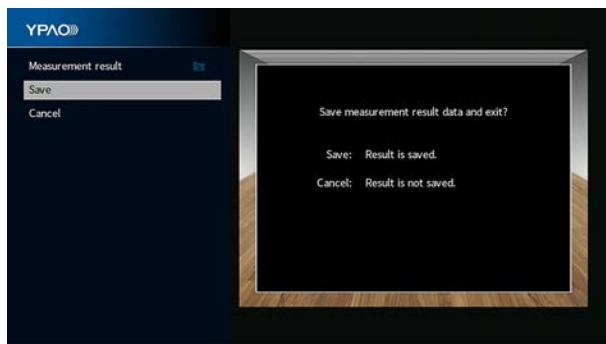 YPAO
Measurement result
Save
Cancel
Save measurement result data and exit?
Save: Result is saved.
Cancel: Result is not saved.